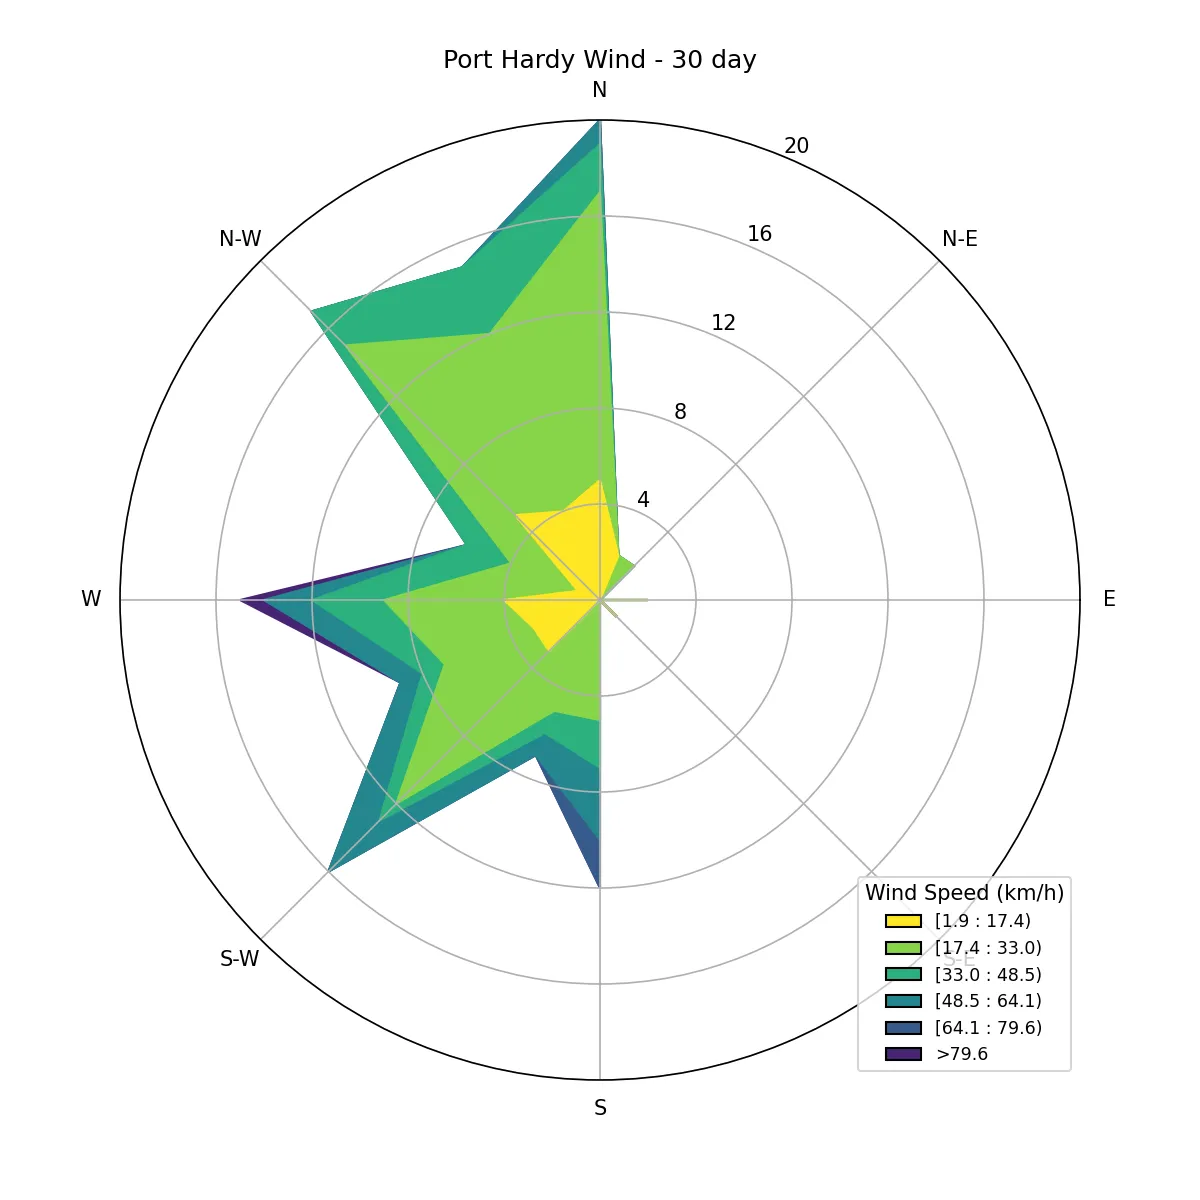 Port Hardy Wind - 30 day
N
20
N-W
N-E
16
12
8
4
W
E
S-W
S-E
S
Wind Speed (km/h)
[1.9 : 17.4)
[17.4 : 33.0)
[33.0 : 48.5)
[48.5 : 64.1)
[64.1 : 79.6)
>79.6